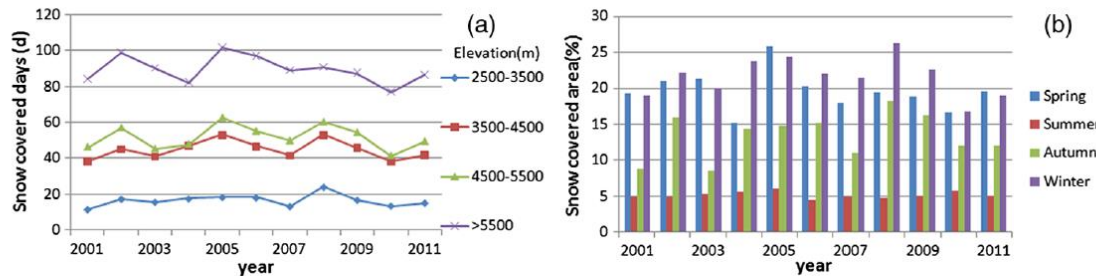 (a)
Snow covered days (d)
120
100
80
60
40
20
0
2001 2003 2005 2007 2009 2011
year
Elevation(m)
2500-3500
3500-4500
4500-5500
>5500
(b)
Snow covered area(%)
30
25
20
15
10
5
0
2001 2003 2005 2007 2009 2011
year
Spring
Summer
Autumn
Winter